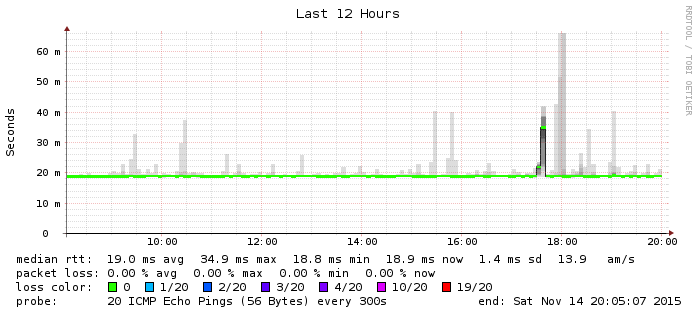 Last 12 Hours
RRDTOOL / TOBI OETIKER
Seconds
60 m
50 m
40 m
30 m
20 m
10 m
0
10:00 12:00 14:00 16:00 18:00 20:00
median rtt: 19.0 ms avg 34.9 ms max 18.8 ms min 18.9 ms now 1.4 ms sd 13.9 am/s
packet loss: 0.00 % avg 0.00 % max 0.00 % min 0.00 % now
loss color: 0 1/20 2/20 3/20 4/20 10/20 19/20
probe: 20 ICMP Echo Pings (56 Bytes) every 300s end: Sat Nov 14 20:05:07 2015